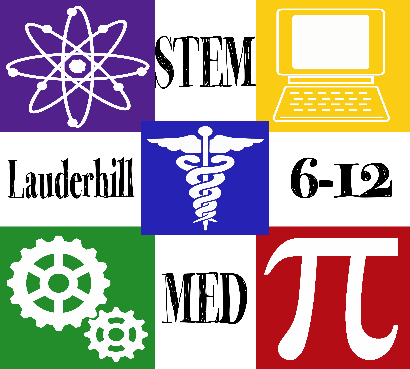 STEM
Lauderhill
6-12
MED
π